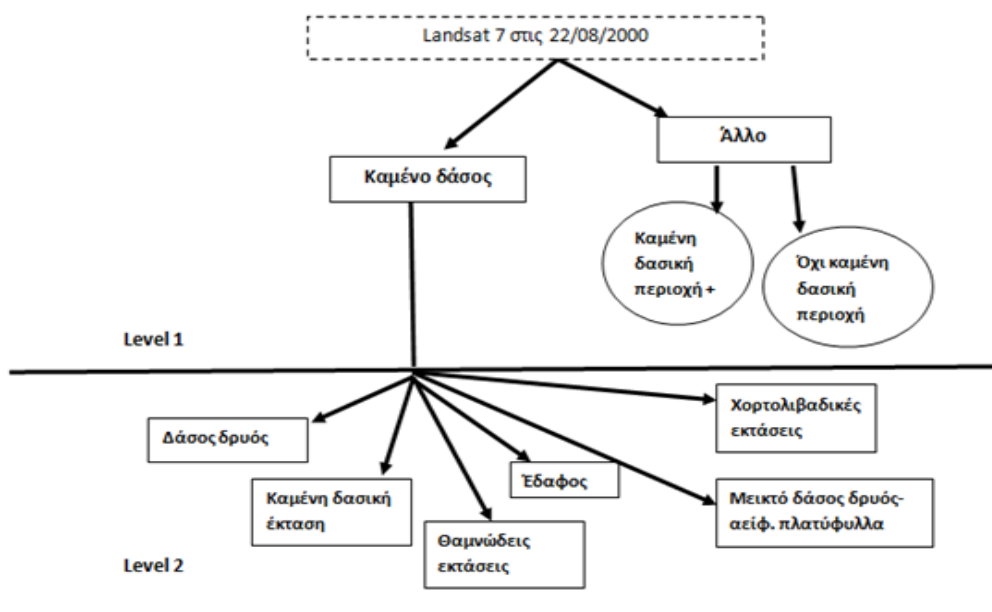 Landsat 7 στις 22/08/2000
Άλλο
Καμένο δάσος
Καμένη
δασική
περιοχή +
Όχι καμένη
δασική
περιοχή
Level 1
Χορτολιβαδικές
εκτάσεις
Δάσος δρυός
Έδαφος
Καμένη δασική
έκταση
Μεικτό δάσος δρυός-
αείφ. πλατύφυλλα
Θαμνώδεις
εκτάσεις
Level 2